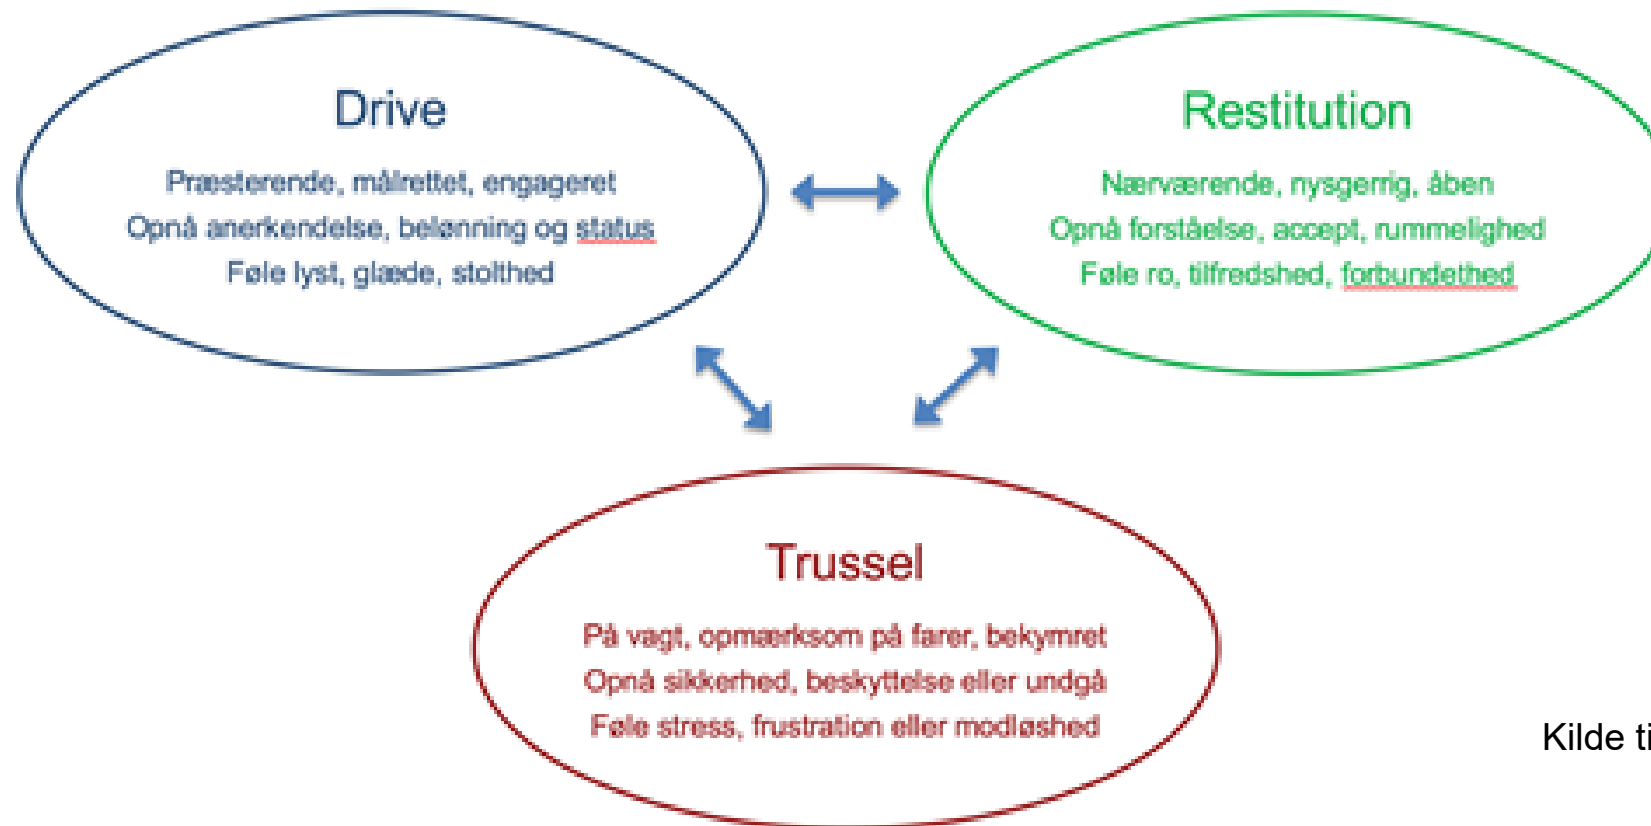 Drive
Præsterende, målrettet, engageret
Opnå anerkendelse, belønning og status
Føle lyst, glæde, stolthed
Restitution
Nærværende, nysgerrig, åben
Opnå forståelse, accept, rummelighed
Føle ro, tilfredshed, forbundethed
Trussel
På vagt, opmærksom på farer, bekymret
Opnå sikkerhed, beskyttelse eller undgå
Føle stress, frustration eller modløshed
Kilde ti